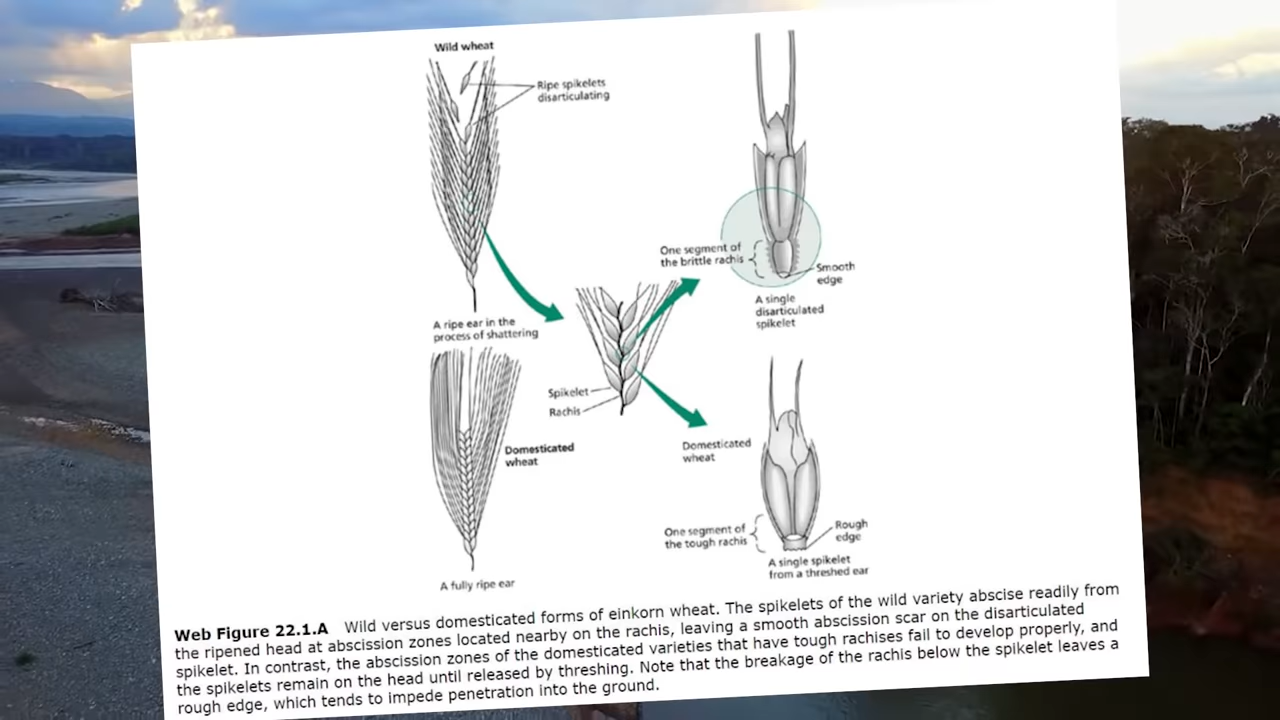 Wild wheat
Ripe spikelets
disarticulating
A ripe ear in the
process of shattering
One segment of
the brittle rachis
Smooth
edge
A single
disarticulated
spikelet
Spikelet
Rachis
Domesticated
wheat
A fully ripe ear
Domesticated
wheat
One segment of
the tough rachis
Rough
edge
A single spikelet
from a threshed ear
Web Figure 22.1.A Wild versus domesticated forms of einkorn wheat. The spikelets of the wild variety abscise readily from
the ripened head at abscission zones located nearby on the rachis, leaving a smooth abscission scar on the disarticulated
spikelet. In contrast, the abscission zones of the domesticated varieties that have tough rachises fail to develop properly, and
the spikelets remain on the head until released by threshing. Note that the breakage of the rachis below the spikelet leaves a
rough edge, which tends to impede penetration into the ground.